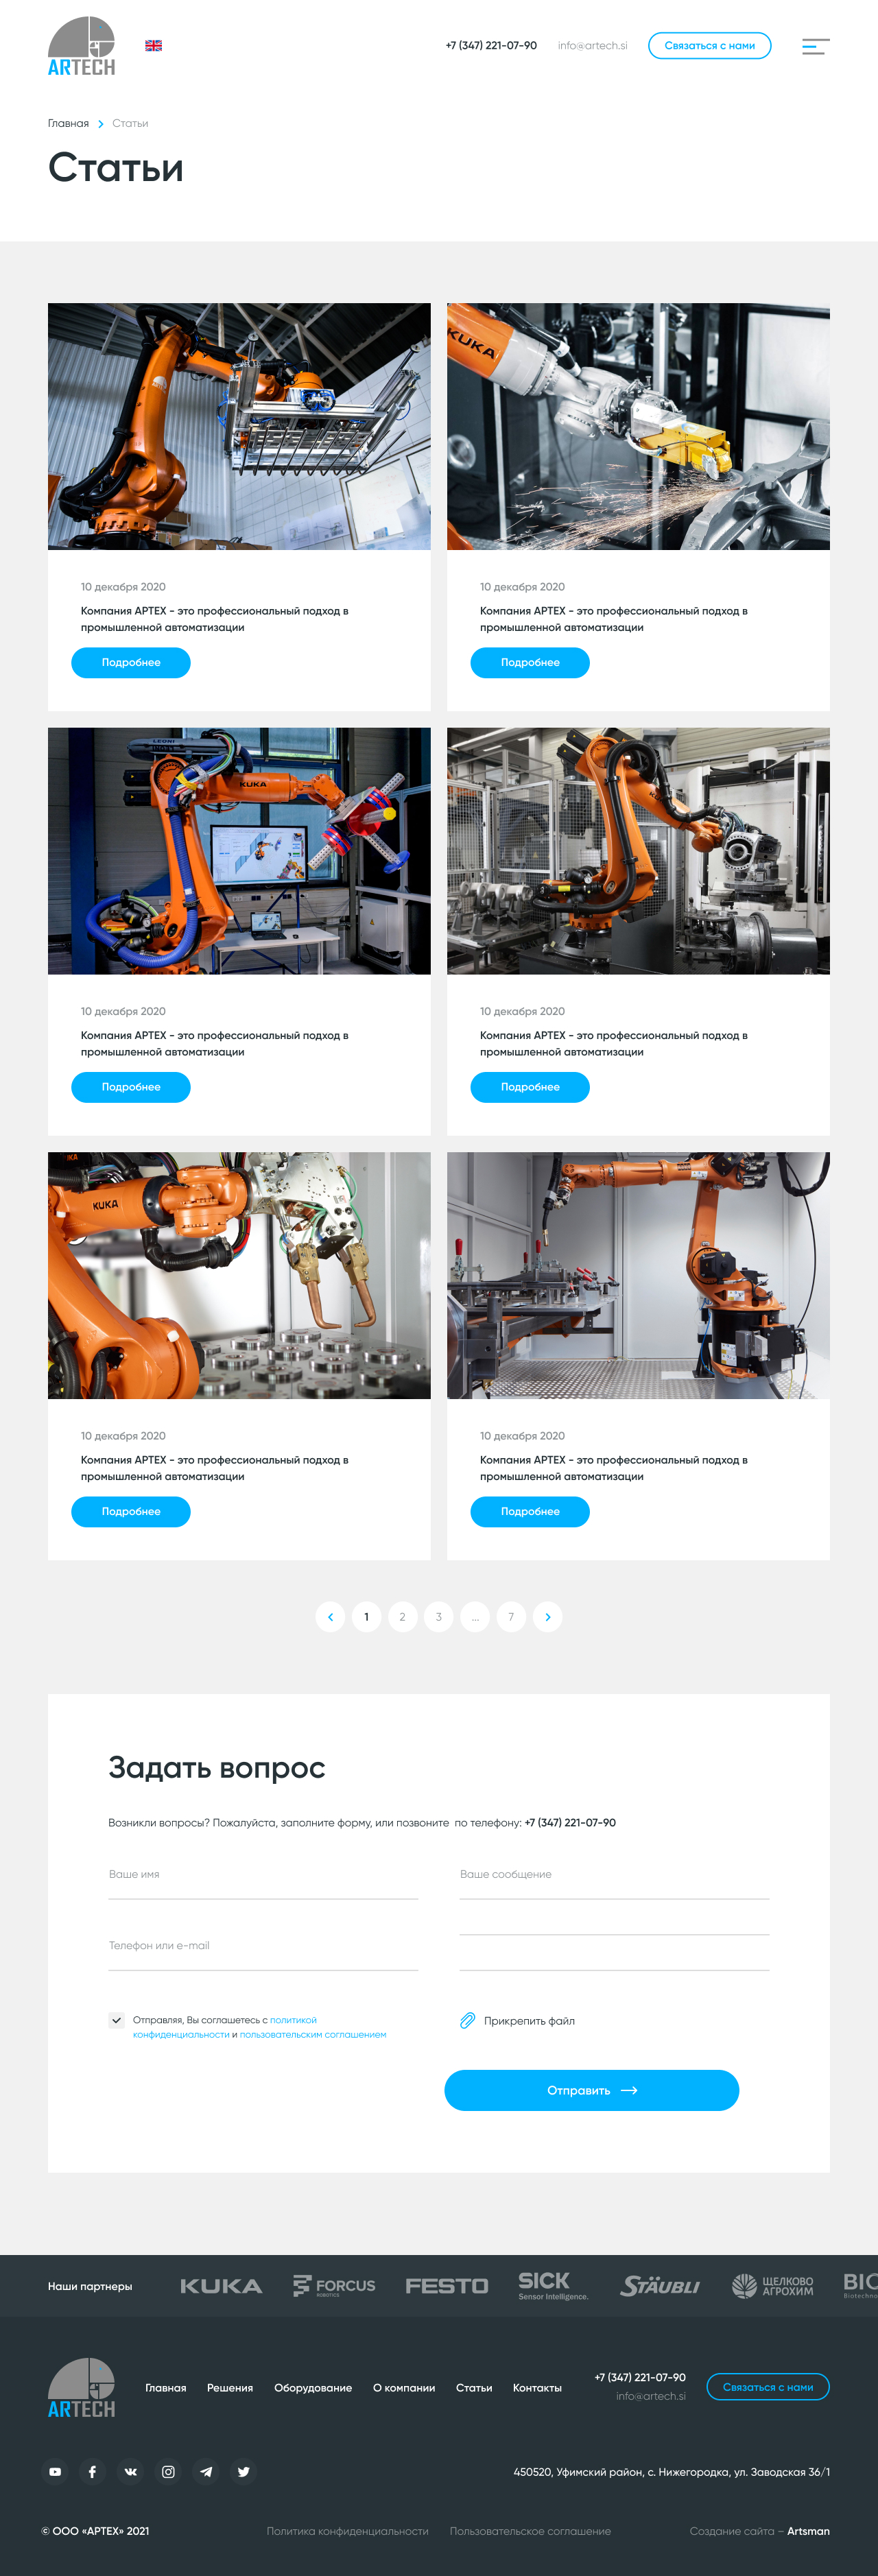 ARTECH
+7 (347) 221-07-90
info@artech.si
Связаться с нами
Главная
Статьи
Статьи
KUKA
10 декабря 2020
Компания АРТЕХ - это профессиональный подход в
промышленной автоматизации
Подробнее
10 декабря 2020
Компания АРТЕХ - это профессиональный подход в
промышленной автоматизации
Подробнее
LEONI
KUKA
10 декабря 2020
Компания АРТЕХ - это профессиональный подход в
промышленной автоматизации
Подробнее
10 декабря 2020
Компания АРТЕХ - это профессиональный подход в
промышленной автоматизации
Подробнее
KUKA
10 декабря 2020
Компания АРТЕХ - это профессиональный подход в
промышленной автоматизации
Подробнее
10 декабря 2020
Компания АРТЕХ - это профессиональный подход в
промышленной автоматизации
Подробнее
1
2
3
...
7
Задать вопрос
Возникли вопросы? Пожалуйста, заполните форму, или позвоните по телефону: +7 (347) 221-07-90
Ваше имя
Ваше сообщение
Телефон или e-mail
Отправляя, Вы соглашетесь с политикой
конфиденциальности и пользовательским соглашением
Прикрепить файл
Отправить
Наши партнеры
KUKA
FORCUS
ROBOTICS
FESTO
SICK
Sensor Intelligence.
STÄUBLI
ЩЕЛКОВО
АГРОХИМ
ARTECH
Главная
Решения
Оборудование
О компании
Статьи
Контакты
+7 (347) 221-07-90
info@artech.si
Связаться с нами
450520, Уфимский район, с. Нижегородка, ул. Заводская 36/1
© ООО «АРТЕХ» 2021
Политика конфиденциальности
Пользовательское соглашение
Создание сайта – Artsman